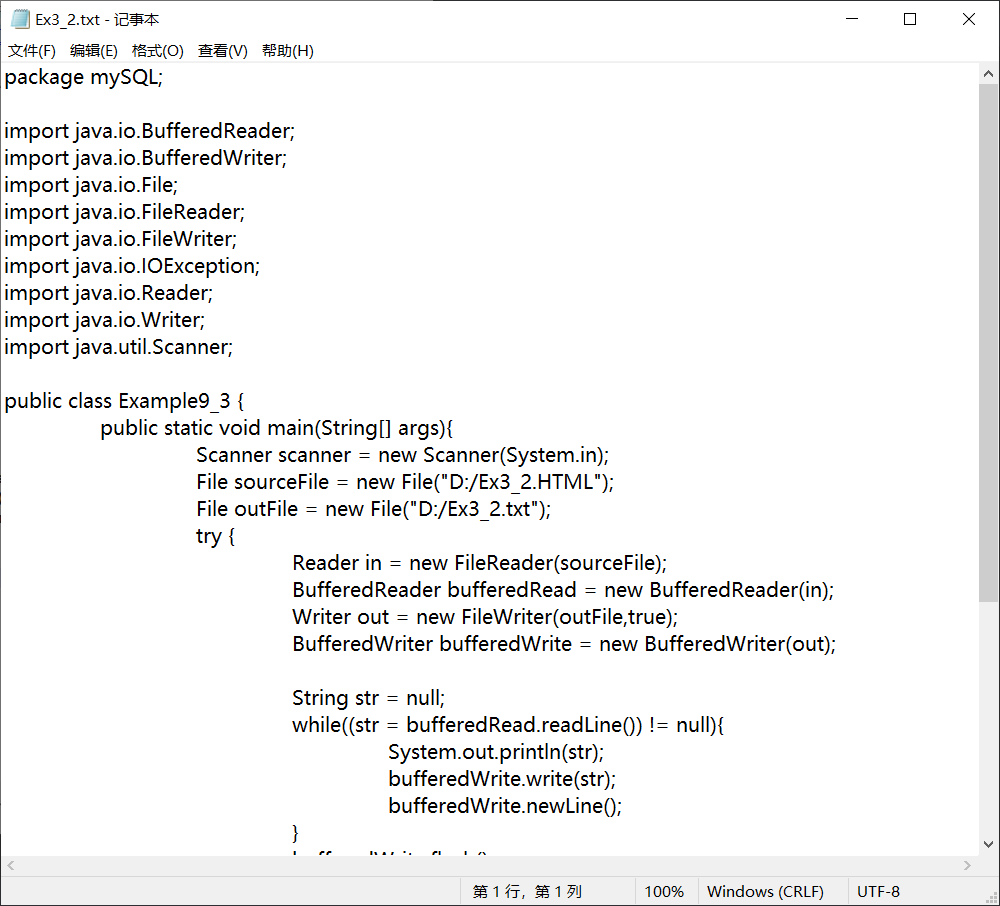 Ex3_2.txt - 记事本
文件(F) 编辑(E) 格式(O) 查看(V) 帮助(H)
package mySQL;
import java.io.BufferedReader;
import java.io.BufferedWriter;
import java.io.File;
import java.io.FileReader;
import java.io.FileWriter;
import java.io.IOException;
import java.io.Reader;
import java.io.Writer;
import java.util.Scanner;
public class Example9_3 {
public static void main(String[] args){
Scanner scanner = new Scanner(System.in);
File sourceFile = new File("D:/Ex3_2.HTML");
File outFile = new File("D:/Ex3_2.txt");
try {
Reader in = new FileReader(sourceFile);
BufferedReader bufferedRead = new BufferedReader(in);
Writer out = new FileWriter(outFile,true);
BufferedWriter bufferedWrite = new BufferedWriter(out);
String str = null;
while((str = bufferedRead.readLine()) != null){
System.out.println(str);
bufferedWrite.write(str);
bufferedWrite.newLine();
}
第 1 行，第 1 列 100% Windows (CRLF) UTF-8